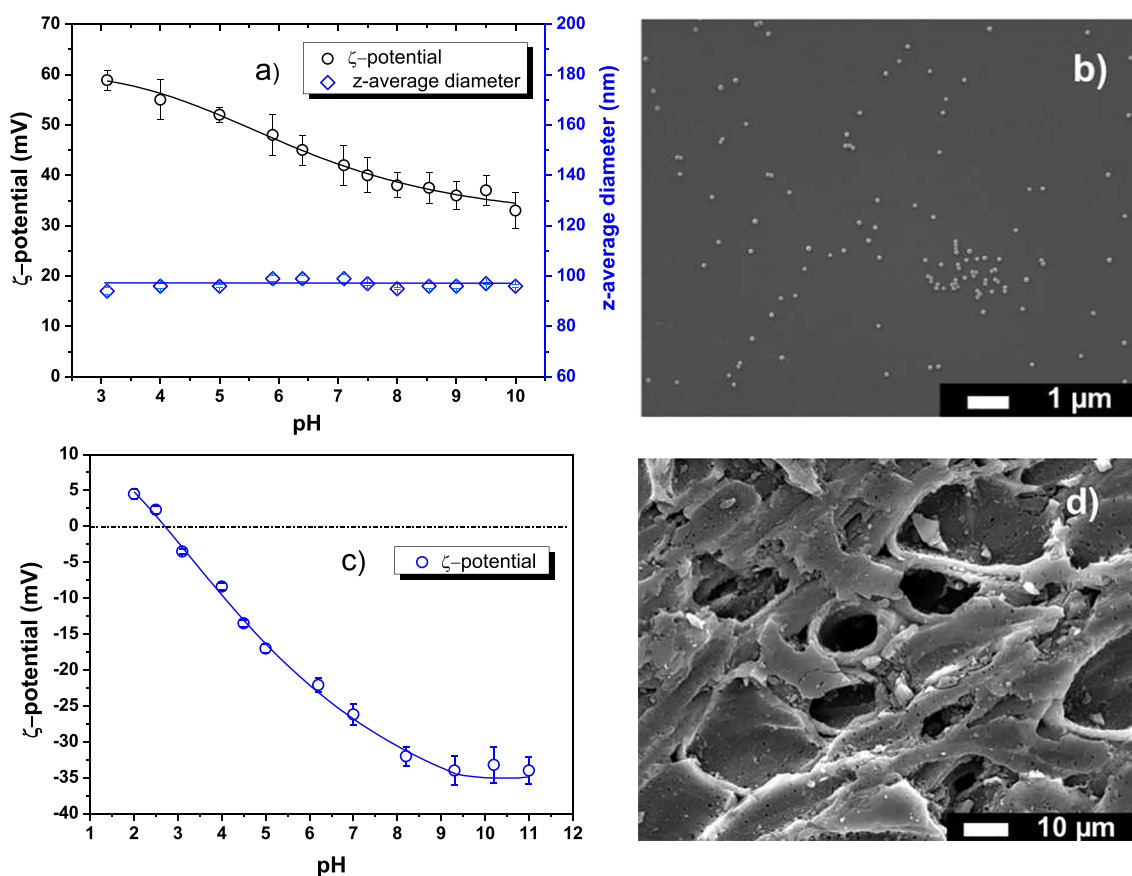 a)
ζ–potential
z-average diameter
ζ–potential (mV)
70
60
50
40
30
20
10
0
200
180
160
140
120
100
80
60
z-average diameter (nm)
3 4 5 6 7 8 9 10
pH
b)
1 µm
c)
ζ–potential
ζ–potential (mV)
10
5
0
-5
-10
-15
-20
-25
-30
-35
-40
1 2 3 4 5 6 7 8 9 10 11 12
pH
d)
10 µm